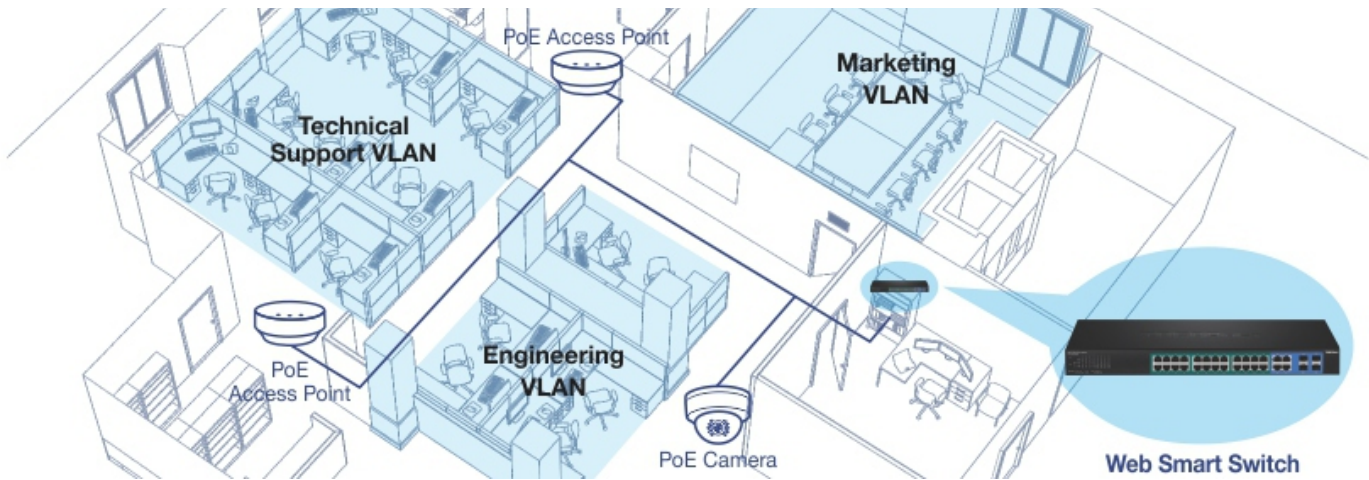 PoE Access Point
Marketing
VLAN
Technical
Support VLAN
PoE
Access Point
Engineering
VLAN
PoE Camera
Web Smart Switch